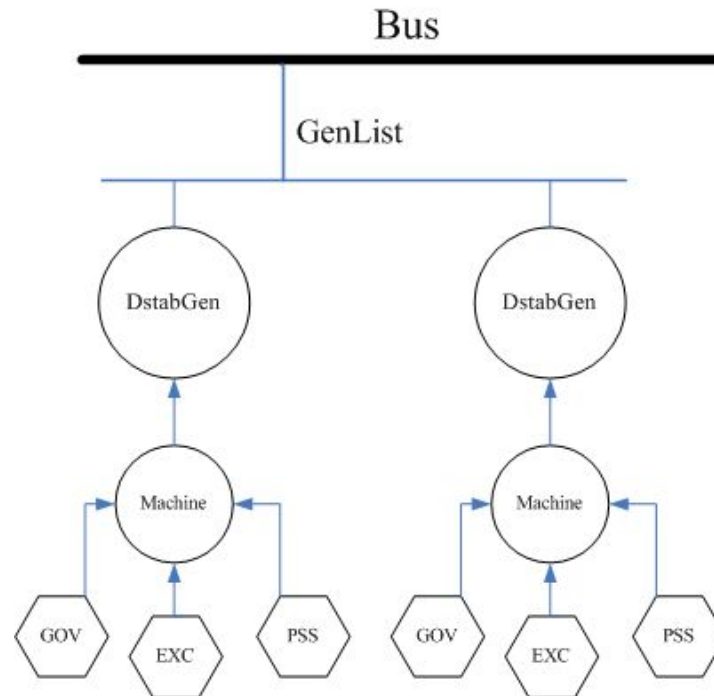 Bus
GenList
DstabGen
DstabGen
Machine
Machine
GOV
EXC
PSS
GOV
EXC
PSS